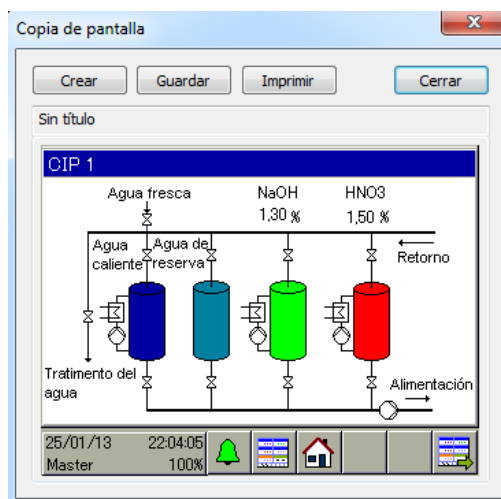 Copia de pantalla
Crear Guardar Imprimir Cerrar
Sin título
CIP 1
Agua fresca NaOH HNO3
1,30 % 1,50 %
Agua caliente
Agua de reserva
Retorno
Tratimento del
agua
Alimentación
25/01/13 22:04:05
Master 100%